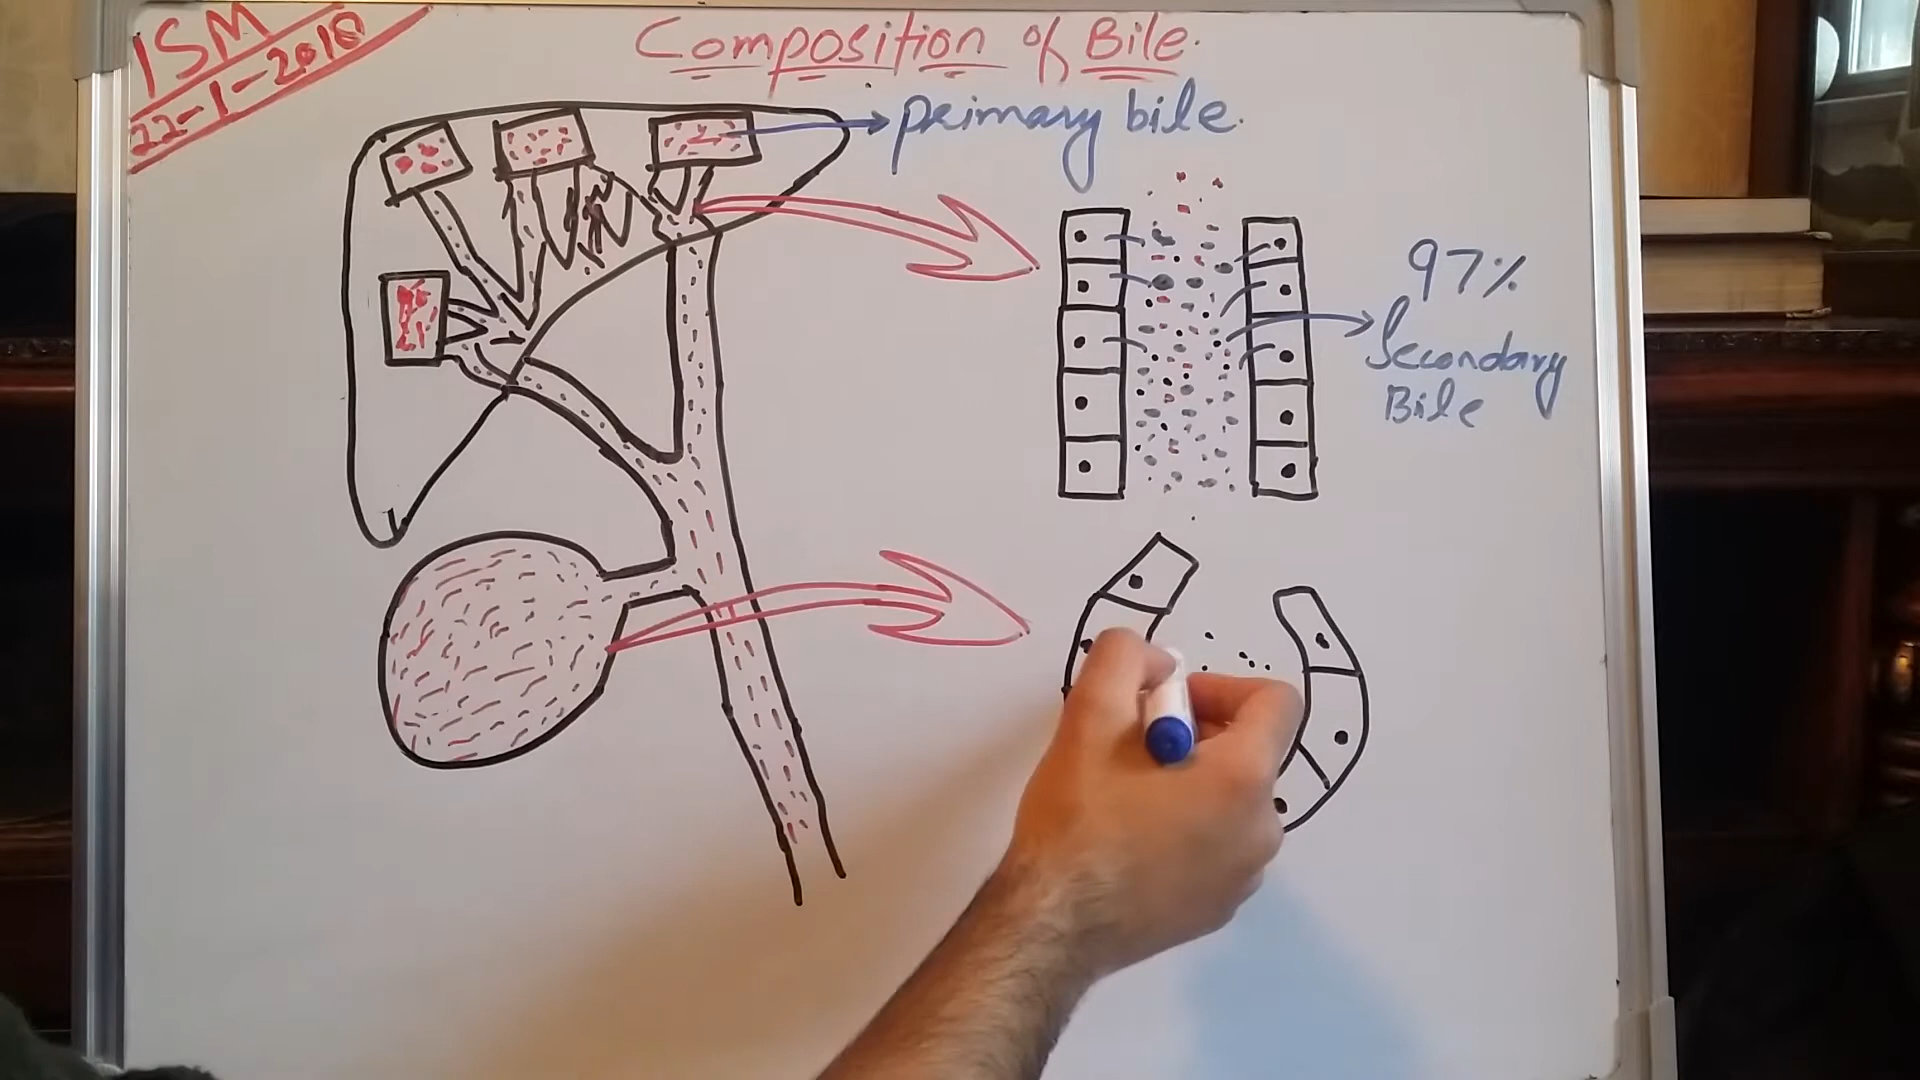 ISM
22-1-2018
Composition of Bile.
primary bile.
97%
Secondary
Bile